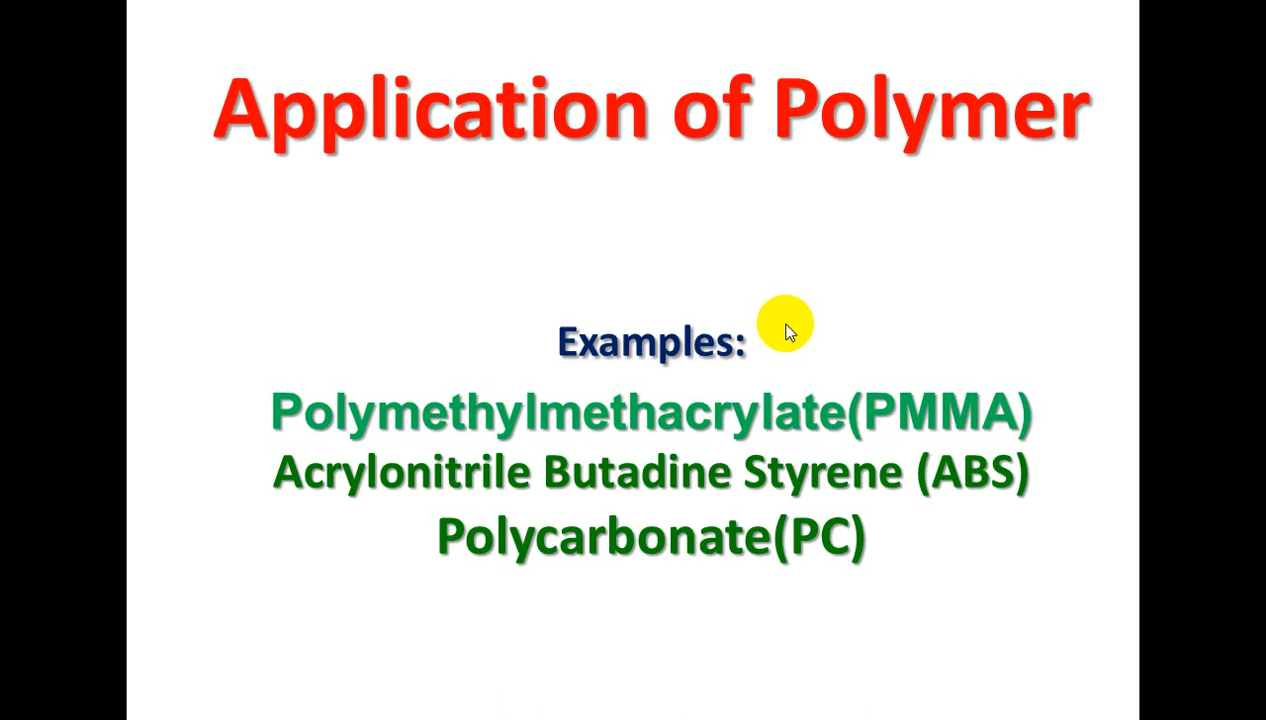 Application of Polymer
Examples:
Polymethylmethacrylate(PMMA)
Acrylonitrile Butadine Styrene (ABS)
Polycarbonate(PC)